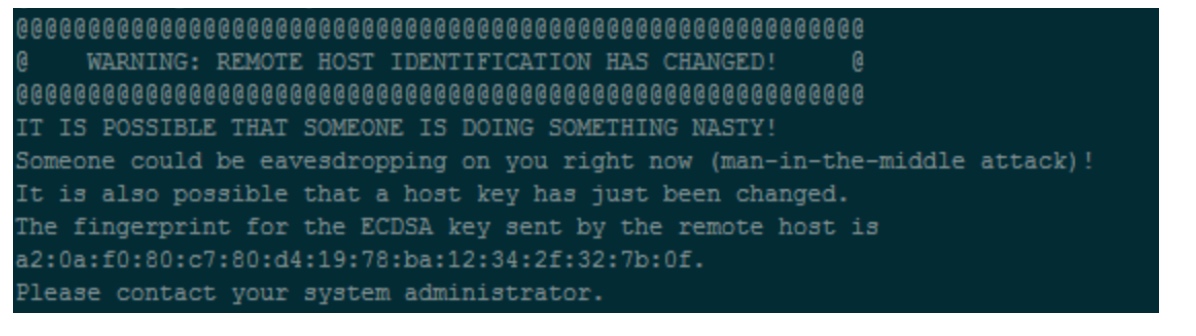 @@@@@@@@@@@@@@@@@@@@@@@@@@@@@@@@@@@@@@@@@@@@@@@@@@@@@@@@@@@
@    WARNING: REMOTE HOST IDENTIFICATION HAS CHANGED!     @
@@@@@@@@@@@@@@@@@@@@@@@@@@@@@@@@@@@@@@@@@@@@@@@@@@@@@@@@@@@
IT IS POSSIBLE THAT SOMEONE IS DOING SOMETHING NASTY!
Someone could be eavesdropping on you right now (man-in-the-middle attack)!
It is also possible that a host key has just been changed.
The fingerprint for the ECDSA key sent by the remote host is
a2:0a:f0:80:c7:80:d4:19:78:ba:12:34:2f:32:7b:0f.
Please contact your system administrator.